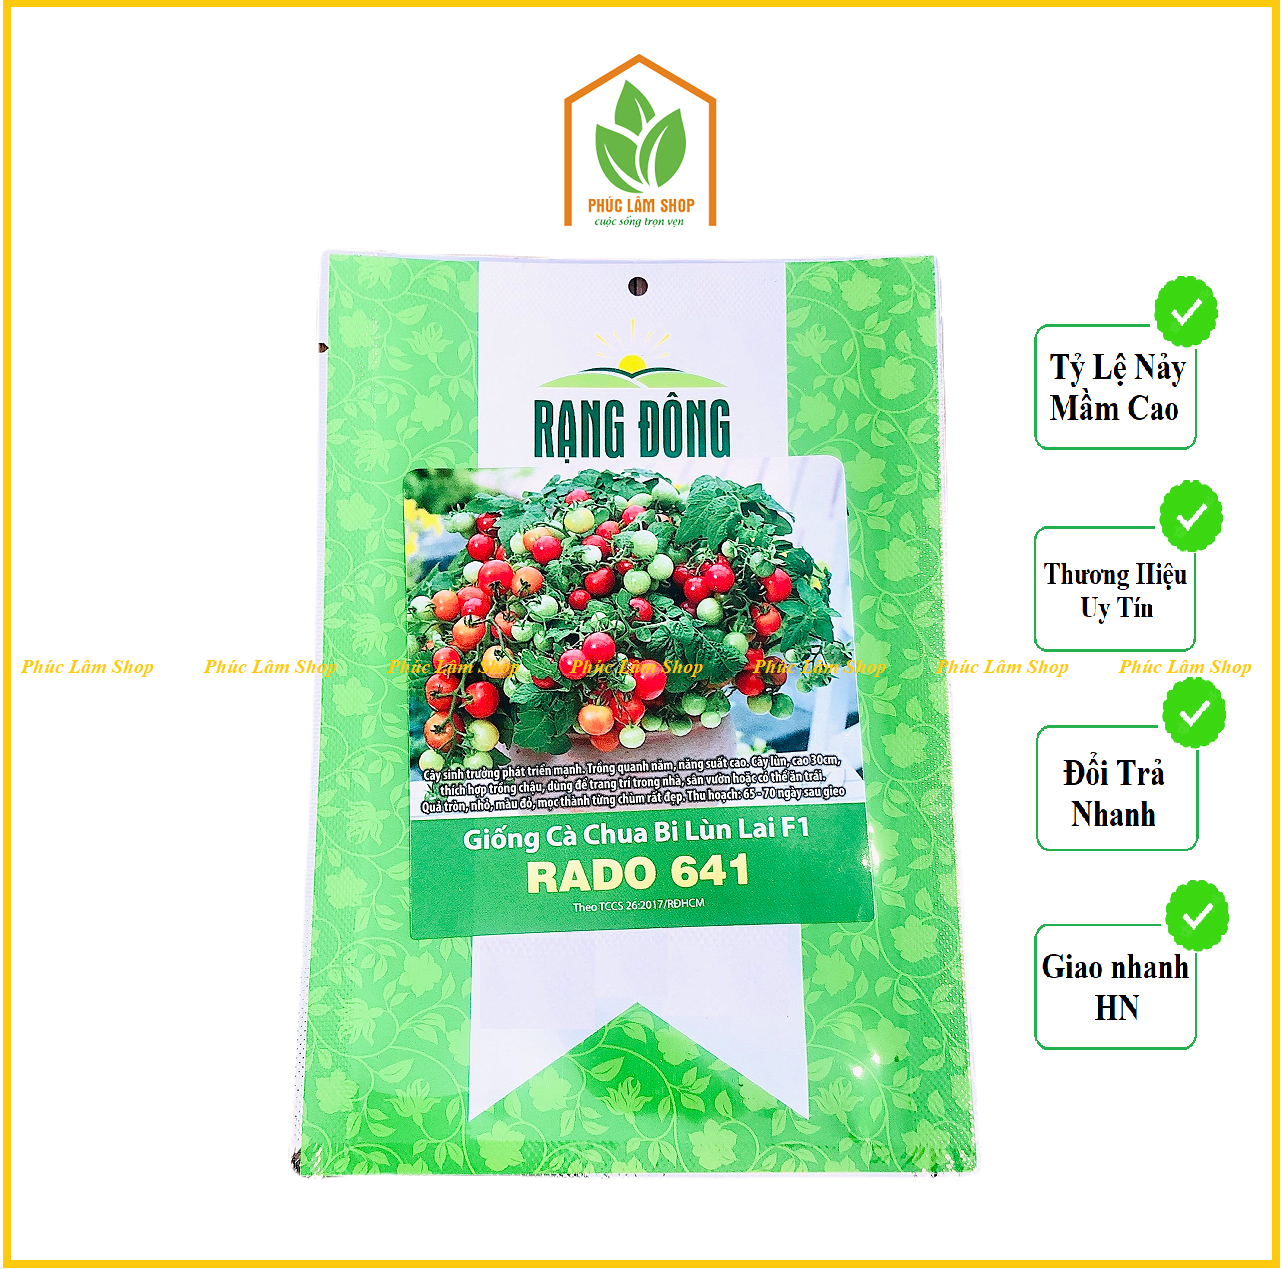 PHÚC LÂM SHOP
cuộc sống trọn vẹn
RẠNG ĐÔNG
Cây sinh trưởng phát triển mạnh. Trồng quanh năm, năng suất cao. Cây lùn, cao 30cm,
thích hợp trồng chậu, dùng để trang trí trong nhà, sân vườn hoặc có thể ăn trái.
Quả tròn, nhỏ, màu đỏ, mọc thành từng chùm rất đẹp. Thu hoạch: 65 - 70 ngày sau gieo
Giống Cà Chua Bi Lùn Lai F1
RADO 641
Theo TCCS 26:2017/RĐHCM
Tỷ Lệ Nảy
Mầm Cao
Thương Hiệu
Uy Tín
Đổi Trả
Nhanh
Giao nhanh
HN
Phúc Lâm Shop Phúc Lâm Shop Phúc Lâm Shop Phúc Lâm Shop Phúc Lâm Shop Phúc Lâm Shop Phúc Lâm Shop